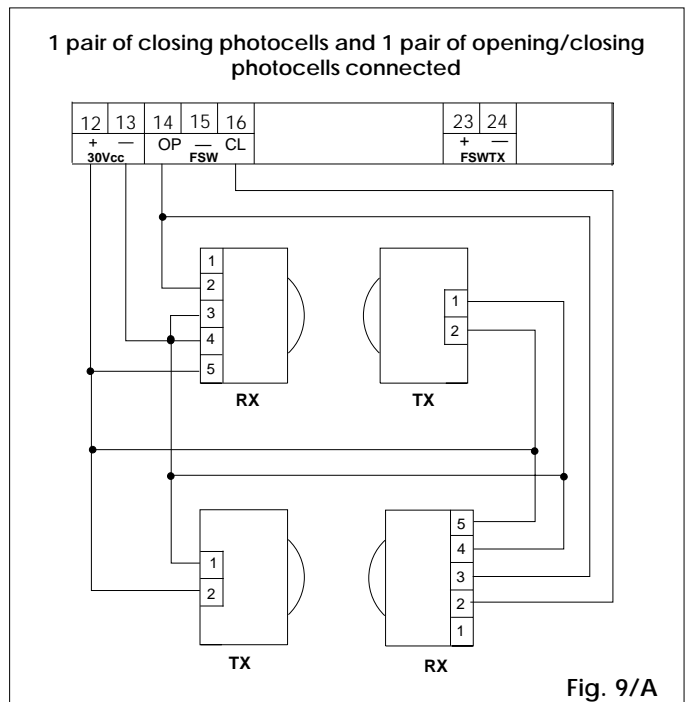 1 pair of closing photocells and 1 pair of opening/closing
photocells connected
12 13 14 15 16 23 24
+ — OP — CL + —
30Vcc FSW FSWTX
1
2
3
4
5
RX
1
2
TX
1
2
TX
5
4
3
2
1
RX
Fig. 9/A